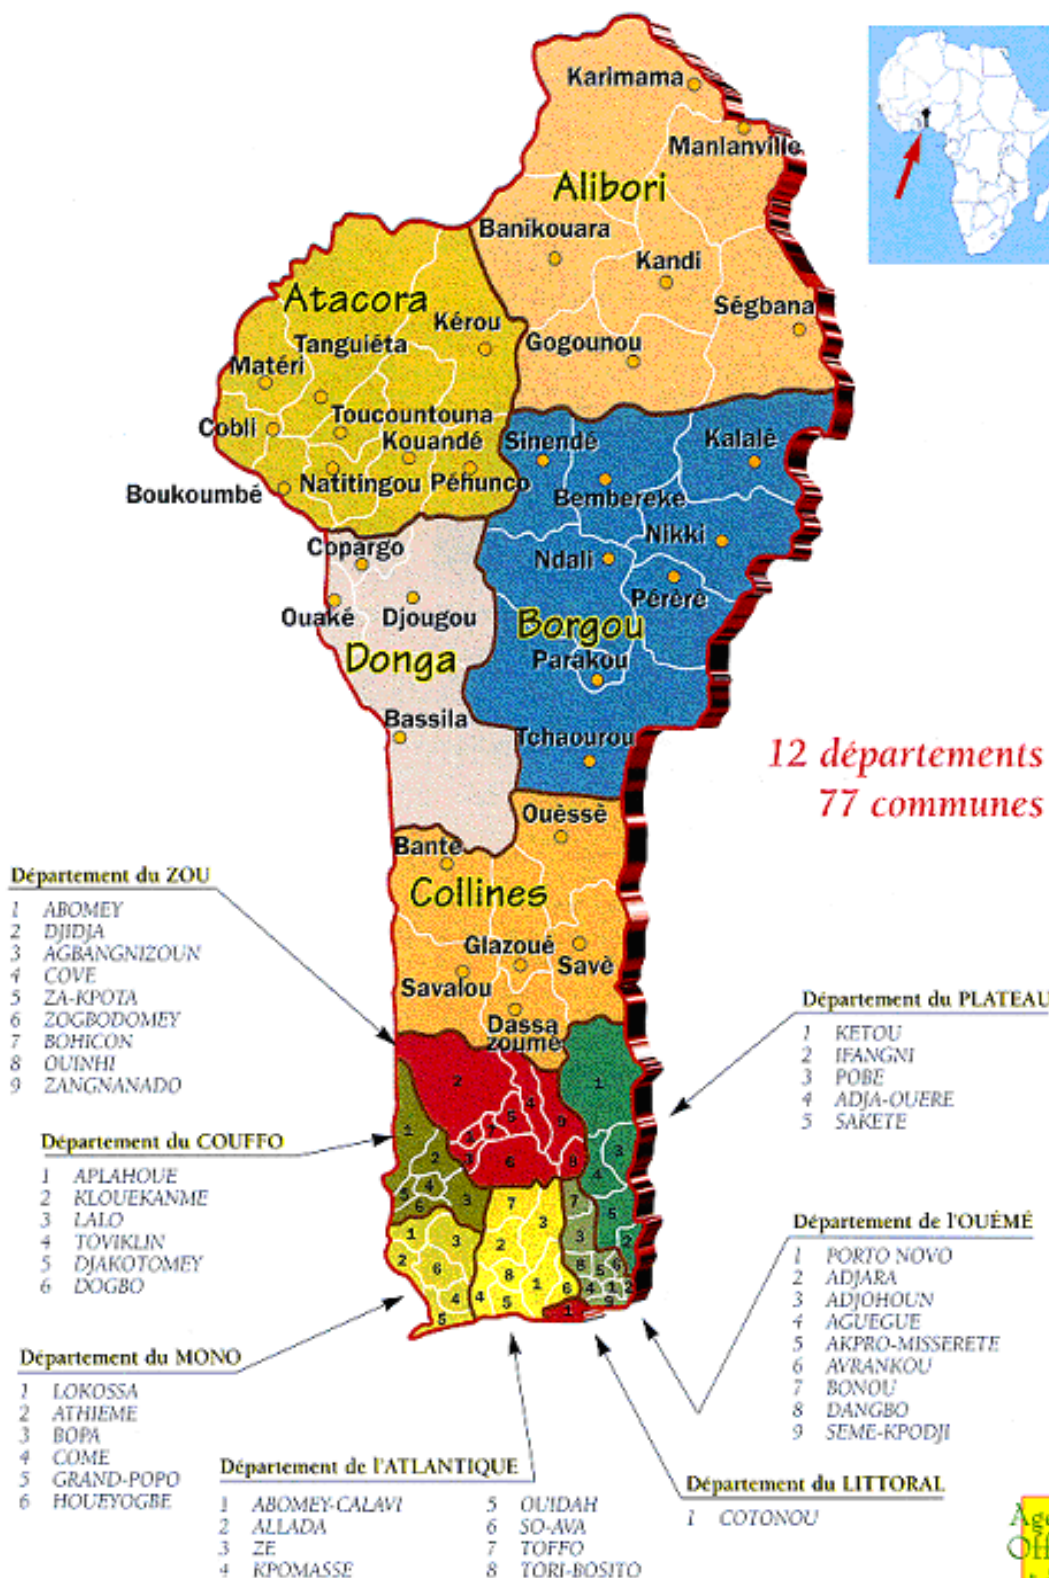 Karimama
Manlanville
Alibori
Banikouara
Kandi
Ségbana
Atacora
Kérou
Gogounou
Tanguiéta
Matéri
Toucountouna
Cobli
Kouandé
Sinendé
Kalalé
Boukoumbé
Natitingou
Péhunco
Bembereke
Copargo
Nikki
Ndali
Pérère
Ouaké
Djougou
Borgou
Donga
Parakou
Bassila
Tchaourou
12 départements
77 communes
Ouèssè
Bantè
Collines
Glazoué
Savè
Savalou
Dassa
zoumé
Département du ZOU
1 ABOMEY
2 DJIDJA
3 AGBANGNIZOUN
4 COVE
5 ZA-KPOTA
6 ZOGBODOMEY
7 BOHICON
8 OUINHI
9 ZANGNANADO
Département du PLATEAU
1 KETOU
2 IFANGNI
3 POBE
4 ADJA-OUERE
5 SAKETE
Département du COUFFO
1 APLAHOUE
2 KLOUEKANME
3 LALO
4 TOVIKLIN
5 DJAKOTOMEY
6 DOGBO
Département de l'OUÉMÉ
1 PORTO NOVO
2 ADJARA
3 ADJOHOUN
4 AGUEGUE
5 AKPRO-MISSERETE
6 AVRANKOU
7 BONOU
8 DANGBO
9 SEME-KPODJI
Département du MONO
1 LOKOSSA
2 ATHIEME
3 BOPA
4 COME
5 GRAND-POPO
6 HOUEYOGBE
Département de l'ATLANTIQUE
1 ABOMEY-CALAVI
2 ALLADA
3 ZE
4 KPOMASSE
5 OUIDAH
6 SO-AVA
7 TOFFO
8 TORI-BOSITO
Département du LITTORAL
1 COTONOU